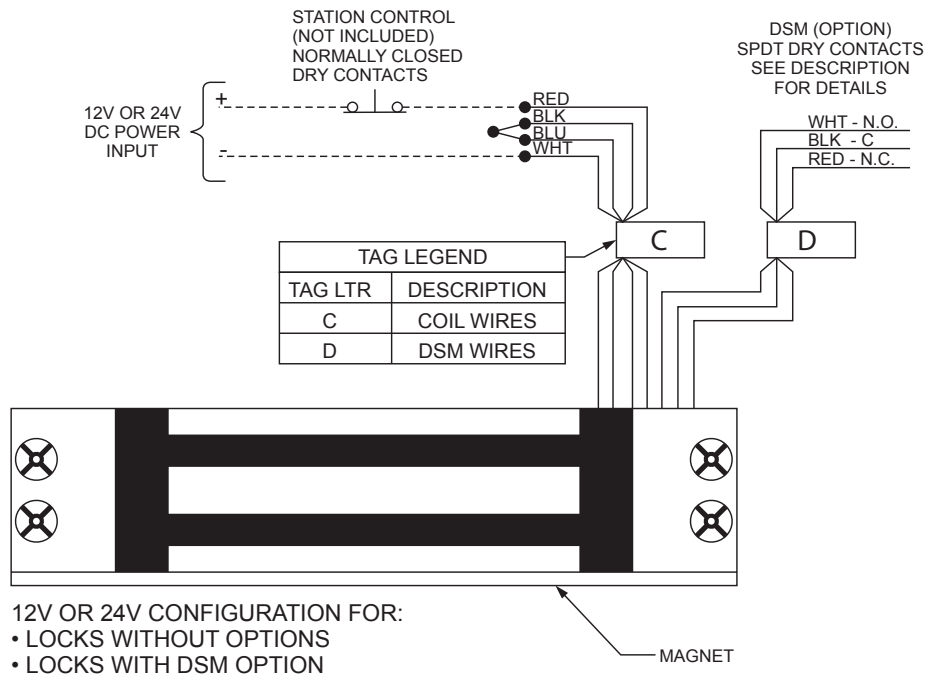 STATION CONTROL
(NOT INCLUDED)
NORMALLY CLOSED
DRY CONTACTS
DSM (OPTION)
SPDT DRY CONTACTS
SEE DESCRIPTION
FOR DETAILS
12V OR 24V
DC POWER
INPUT
+
-
RED
BLK
BLU
WHT
WHT - N.O.
BLK - C
RED - N.C.
C
D
TAG LEGEND
TAG LTR DESCRIPTION
C COIL WIRES
D DSM WIRES
12V OR 24V CONFIGURATION FOR:
• LOCKS WITHOUT OPTIONS
• LOCKS WITH DSM OPTION
MAGNET